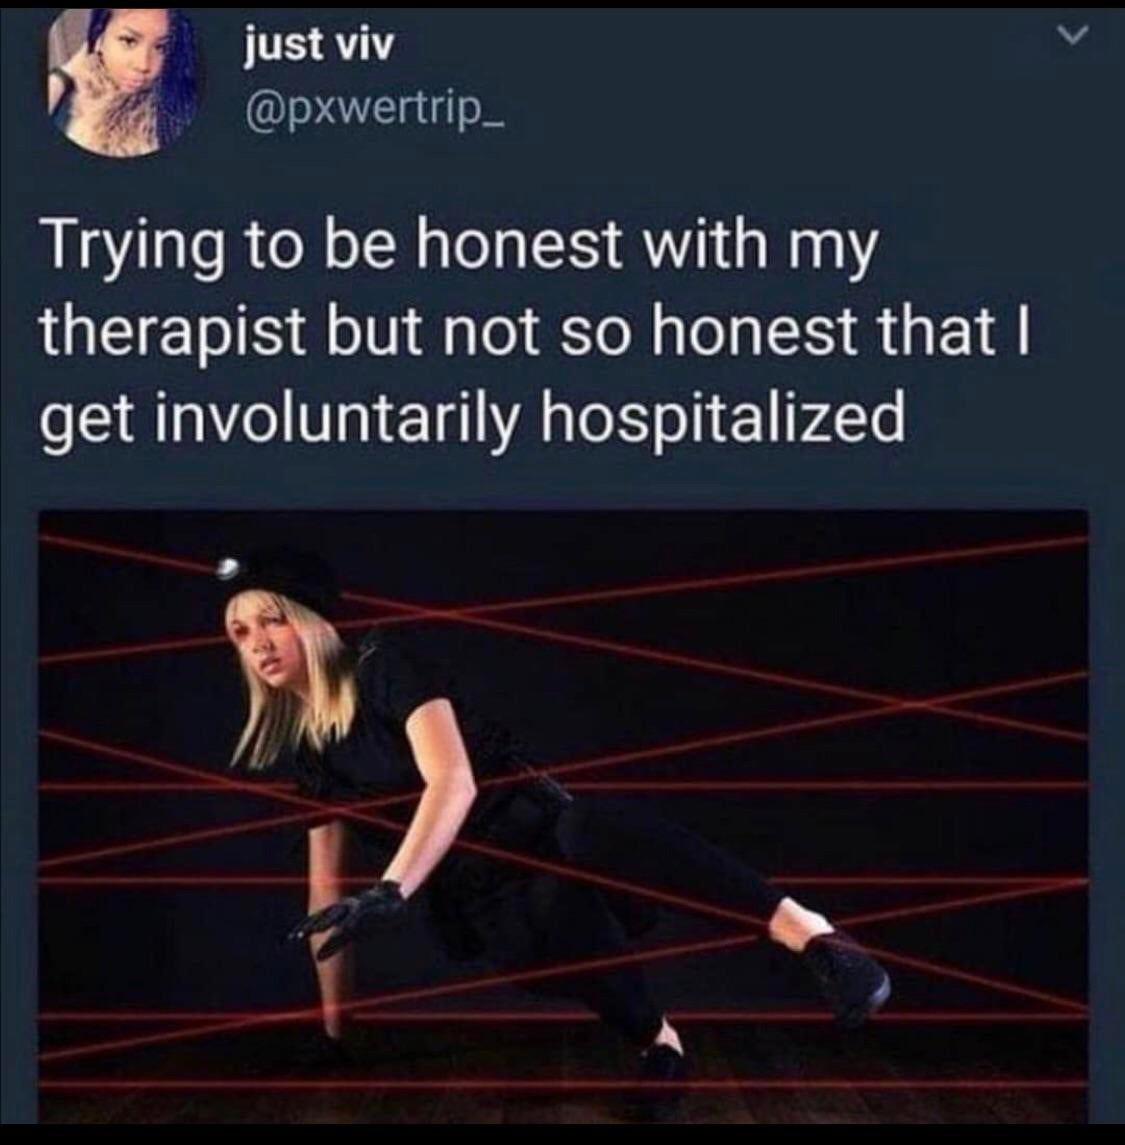 just viv
@pxwertrip_
Trying to be honest with my
therapist but not so honest that I
get involuntarily hospitalized